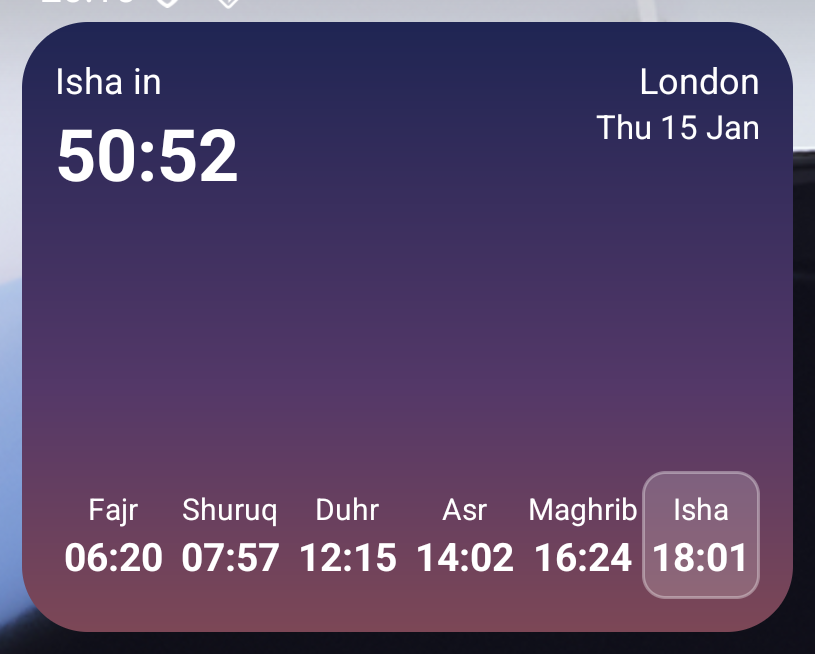 Isha in
50:52
London
Thu 15 Jan
Fajr Shuruq Duhr Asr Maghrib Isha
06:20 07:57 12:15 14:02 16:24 18:01